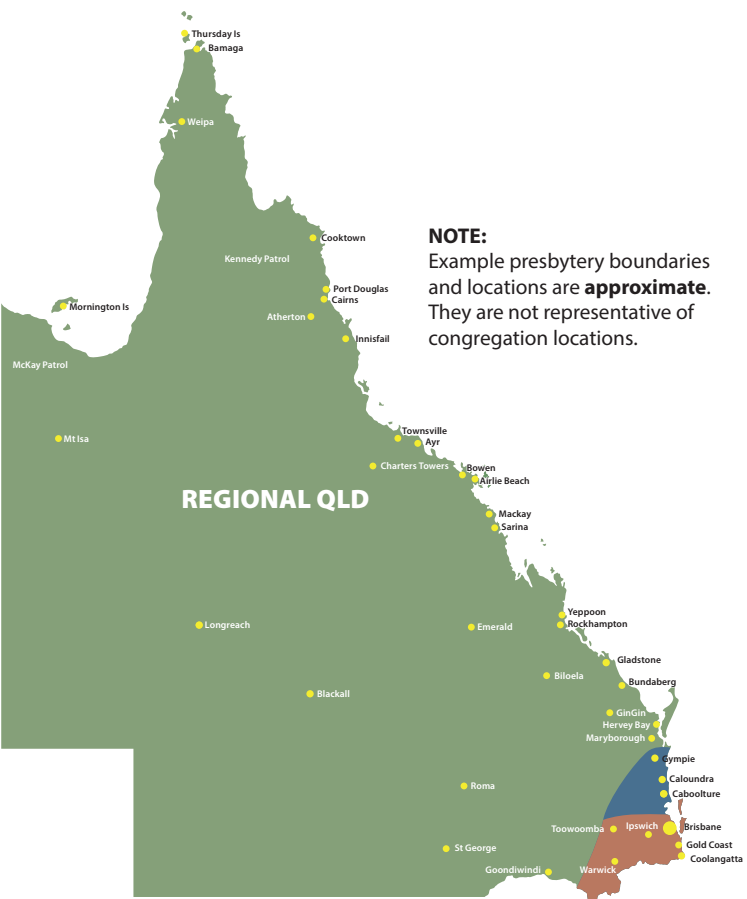 Thursday Is
Bamaga
Weipa
Cooktown
NOTE:
Example presbytery boundaries
and locations are approximate.
They are not representative of
congregation locations.
Kennedy Patrol
Port Douglas
Cairns
Mornington Is
Atherton
Innisfail
McKay Patrol
Townsville
Mt Isa
Ayr
Charters Towers
Bowen
Airlie Beach
REGIONAL QLD
Mackay
Sarina
Yeppoon
Longreach
Emerald
Rockhampton
Gladstone
Biloela
Bundaberg
Blackall
GinGin
Hervey Bay
Maryborough
Gympie
Caloundra
Roma
Caboolture
Ipswich
Brisbane
Toowoomba
Gold Coast
St George
Coolangatta
Goondiwindi
Warwick